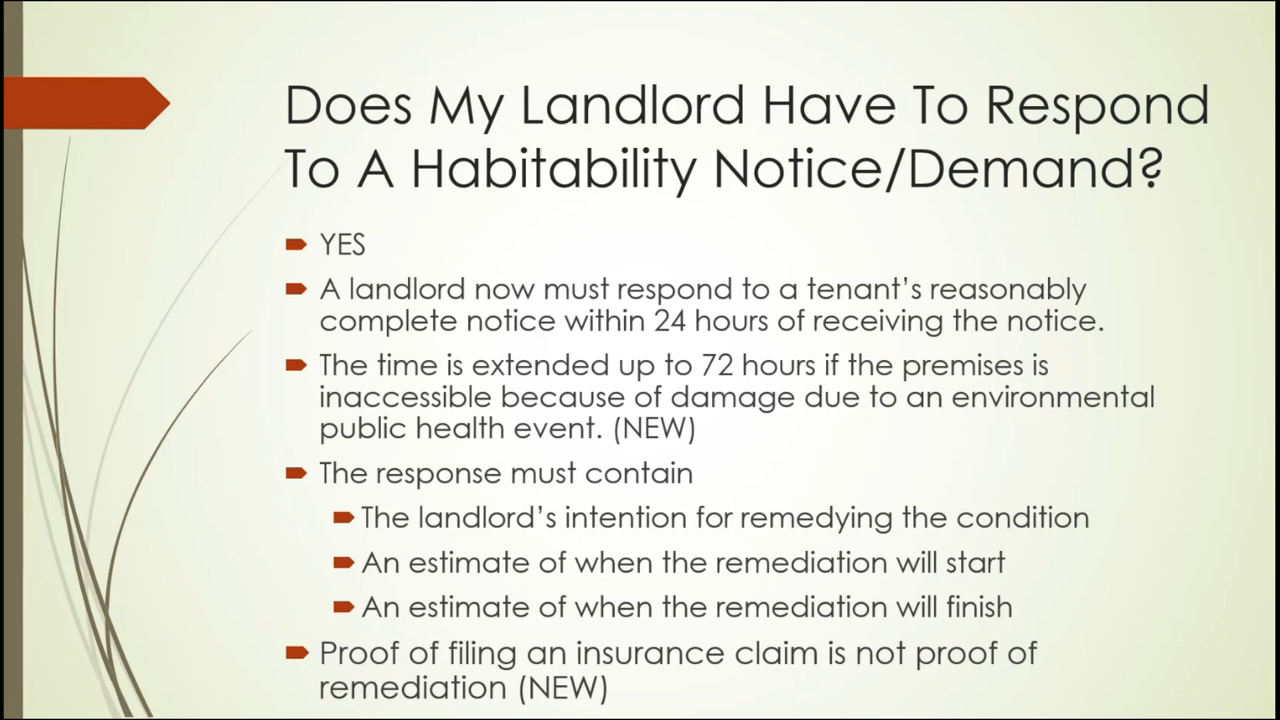 Does My Landlord Have To Respond
To A Habitability Notice/Demand?
YES
A landlord now must respond to a tenant's reasonably
complete notice within 24 hours of receiving the notice.
The time is extended up to 72 hours if the premises is
inaccessible because of damage due to an environmental
public health event. (NEW)
The response must contain
The landlord's intention for remedying the condition
An estimate of when the remediation will start
An estimate of when the remediation will finish
Proof of filing an insurance claim is not proof of
remediation (NEW)